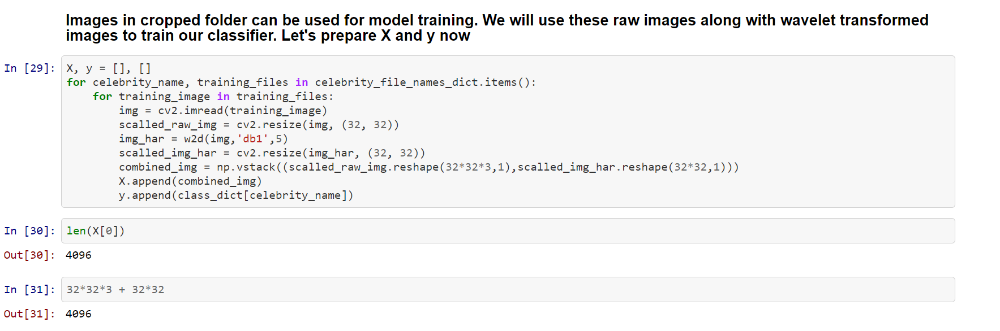 Images in cropped folder can be used for model training. We will use these raw images along with wavelet transformed
images to train our classifier. Let's prepare X and y now
In [29]: X, y = [], []
for celebrity_name, training_files in celebrity_file_names_dict.items():
    for training_image in training_files:
        img = cv2.imread(training_image)
        scalled_raw_img = cv2.resize(img, (32, 32))
        img_har = w2d(img,'db1',5)
        scalled_img_har = cv2.resize(img_har, (32, 32))
        combined_img = np.vstack((scalled_raw_img.reshape(32*32*3,1),scalled_img_har.reshape(32*32,1)))
        X.append(combined_img)
        y.append(class_dict[celebrity_name])
In [30]: len(X[0])
Out[30]: 4096
In [31]: 32*32*3 + 32*32
Out[31]: 4096